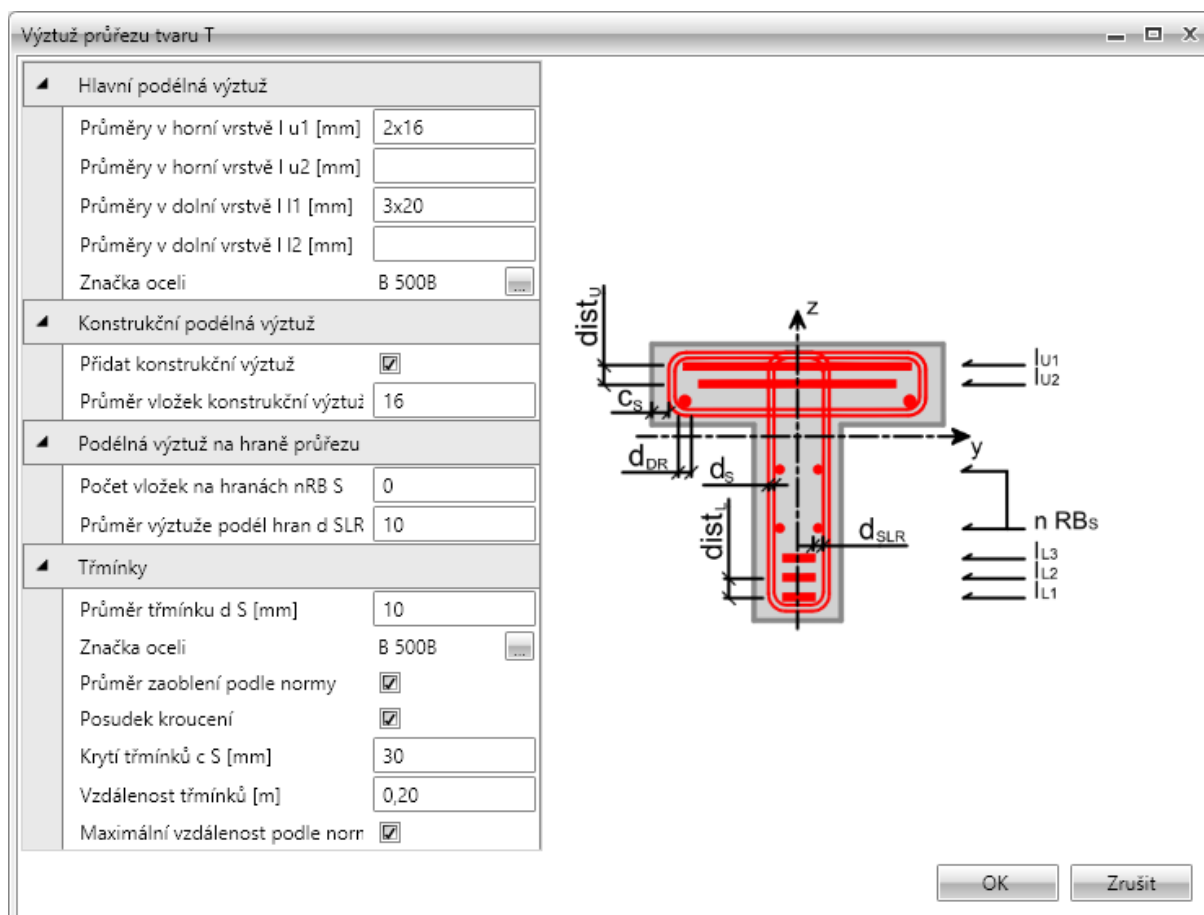 Výztuž průřezu tvaru T
Hlavní podélná výztuž
Průměry v horní vrstvě l u1 [mm] 2x16
Průměry v horní vrstvě l u2 [mm]
Průměry v dolní vrstvě l l1 [mm] 3x20
Průměry v dolní vrstvě l l2 [mm]
Značka oceli B 500B ...
Konstrukční podélná výztuž
Přidat konstrukční výztuž
Průměr vložek konstrukční výztuž 16
Podélná výztuž na hraně průřezu
Počet vložek na hranách nRB S 0
Průměr výztuže podél hran d SLR 10
Třmínky
Průměr třmínku d S [mm] 10
Značka oceli B 500B ...
Průměr zaoblení podle normy
Posudek kroucení
Krytí třmínků c S [mm] 30
Vzdálenost třmínků [m] 0,20
Maximální vzdálenost podle norm
distU
z
lU1
lU2
cS
y
dDR
dS
distL
dSLR
n RBS
lL3
lL2
lL1
OK
Zrušit